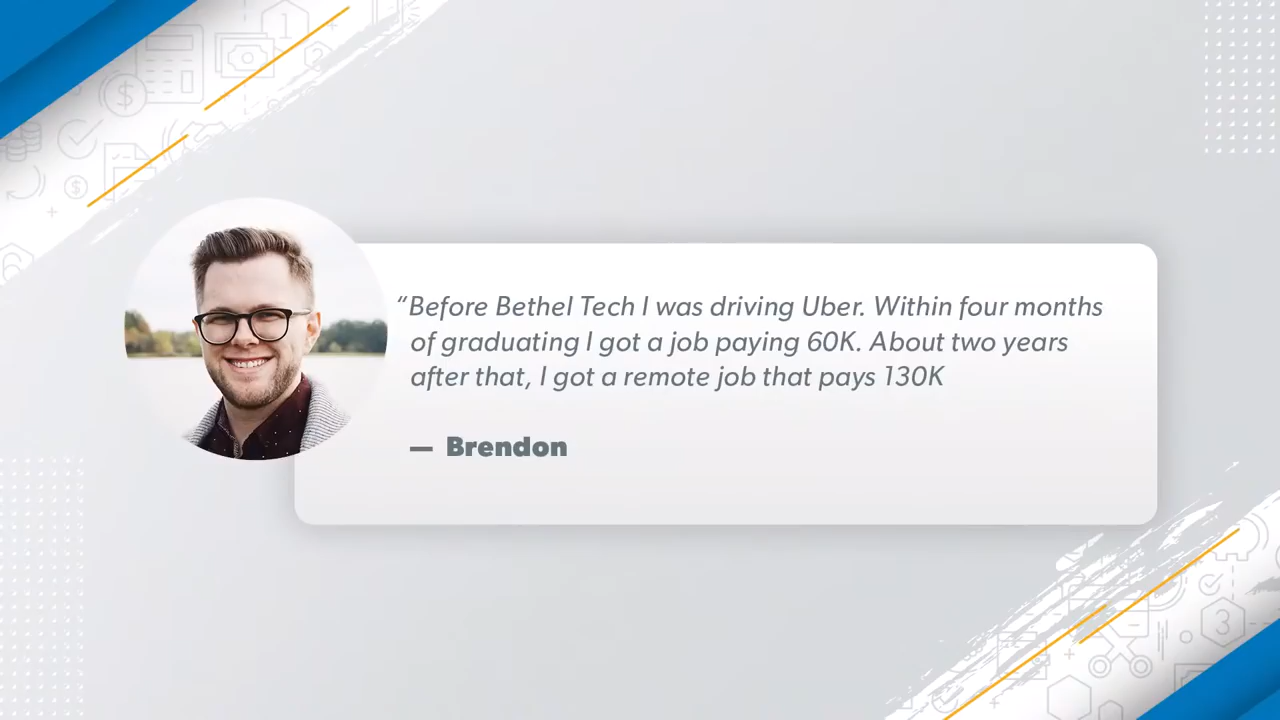 “Before Bethel Tech I was driving Uber. Within four months
of graduating I got a job paying 60K. About two years
after that, I got a remote job that pays 130K
— Brendon